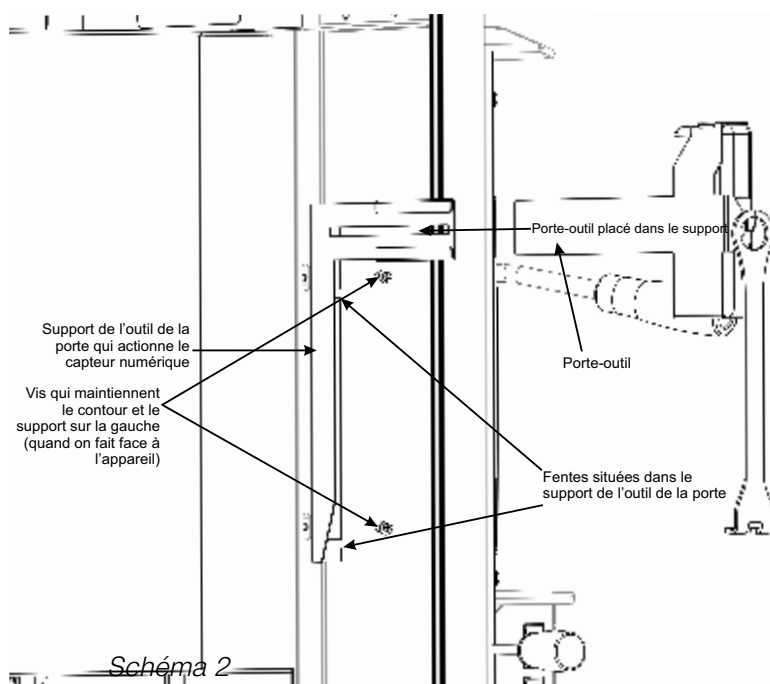 Porte-outil placé dans le support
Support de l’outil de la
porte qui actionne le
capteur numérique
Porte-outil
Vis qui maintiennent
le contour et le
support sur la gauche
(quand on fait face à
l’appareil)
Fentes situées dans le
support de l’outil de la porte
Schéma 2